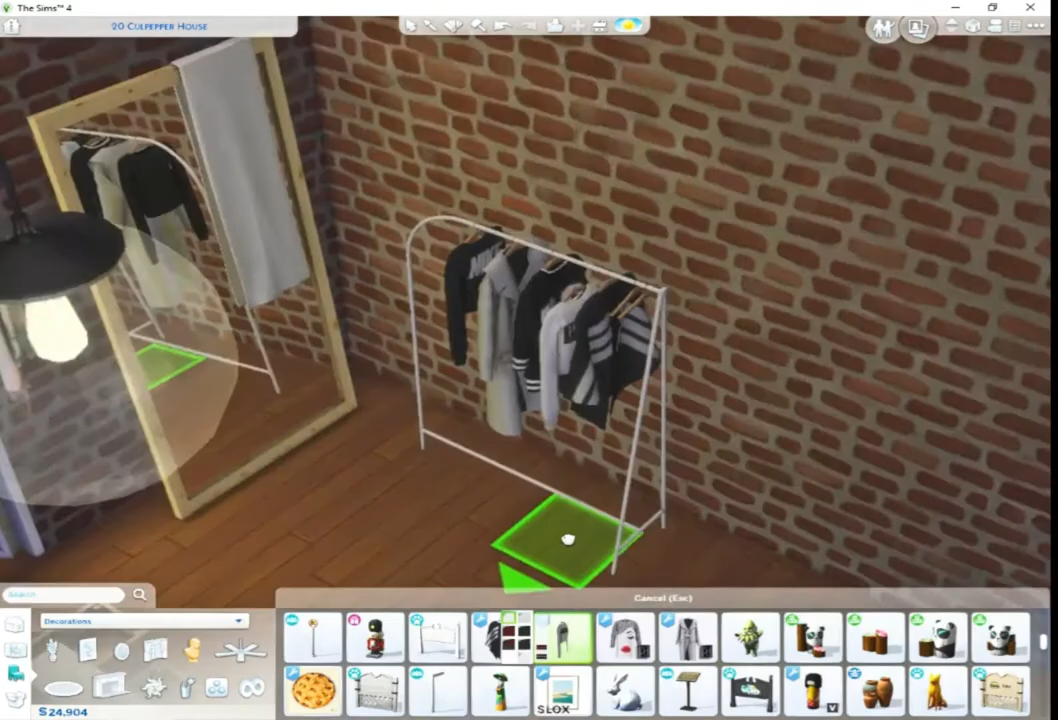 The Sims™ 4
20 Culpepper House
Cancel (Esc)
Search
Decorations
SLOX
V
§24,904